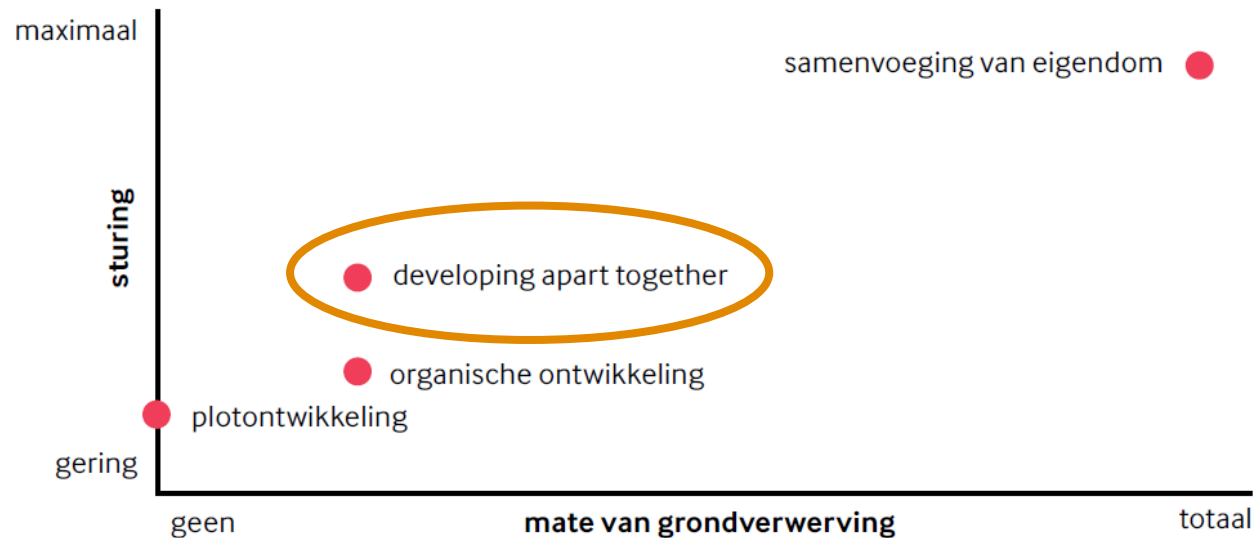 maximaal
samenvoeging van eigendom
sturing
developing apart together
organische ontwikkeling
plotontwikkeling
gering
geen
mate van grondverwerving
totaal